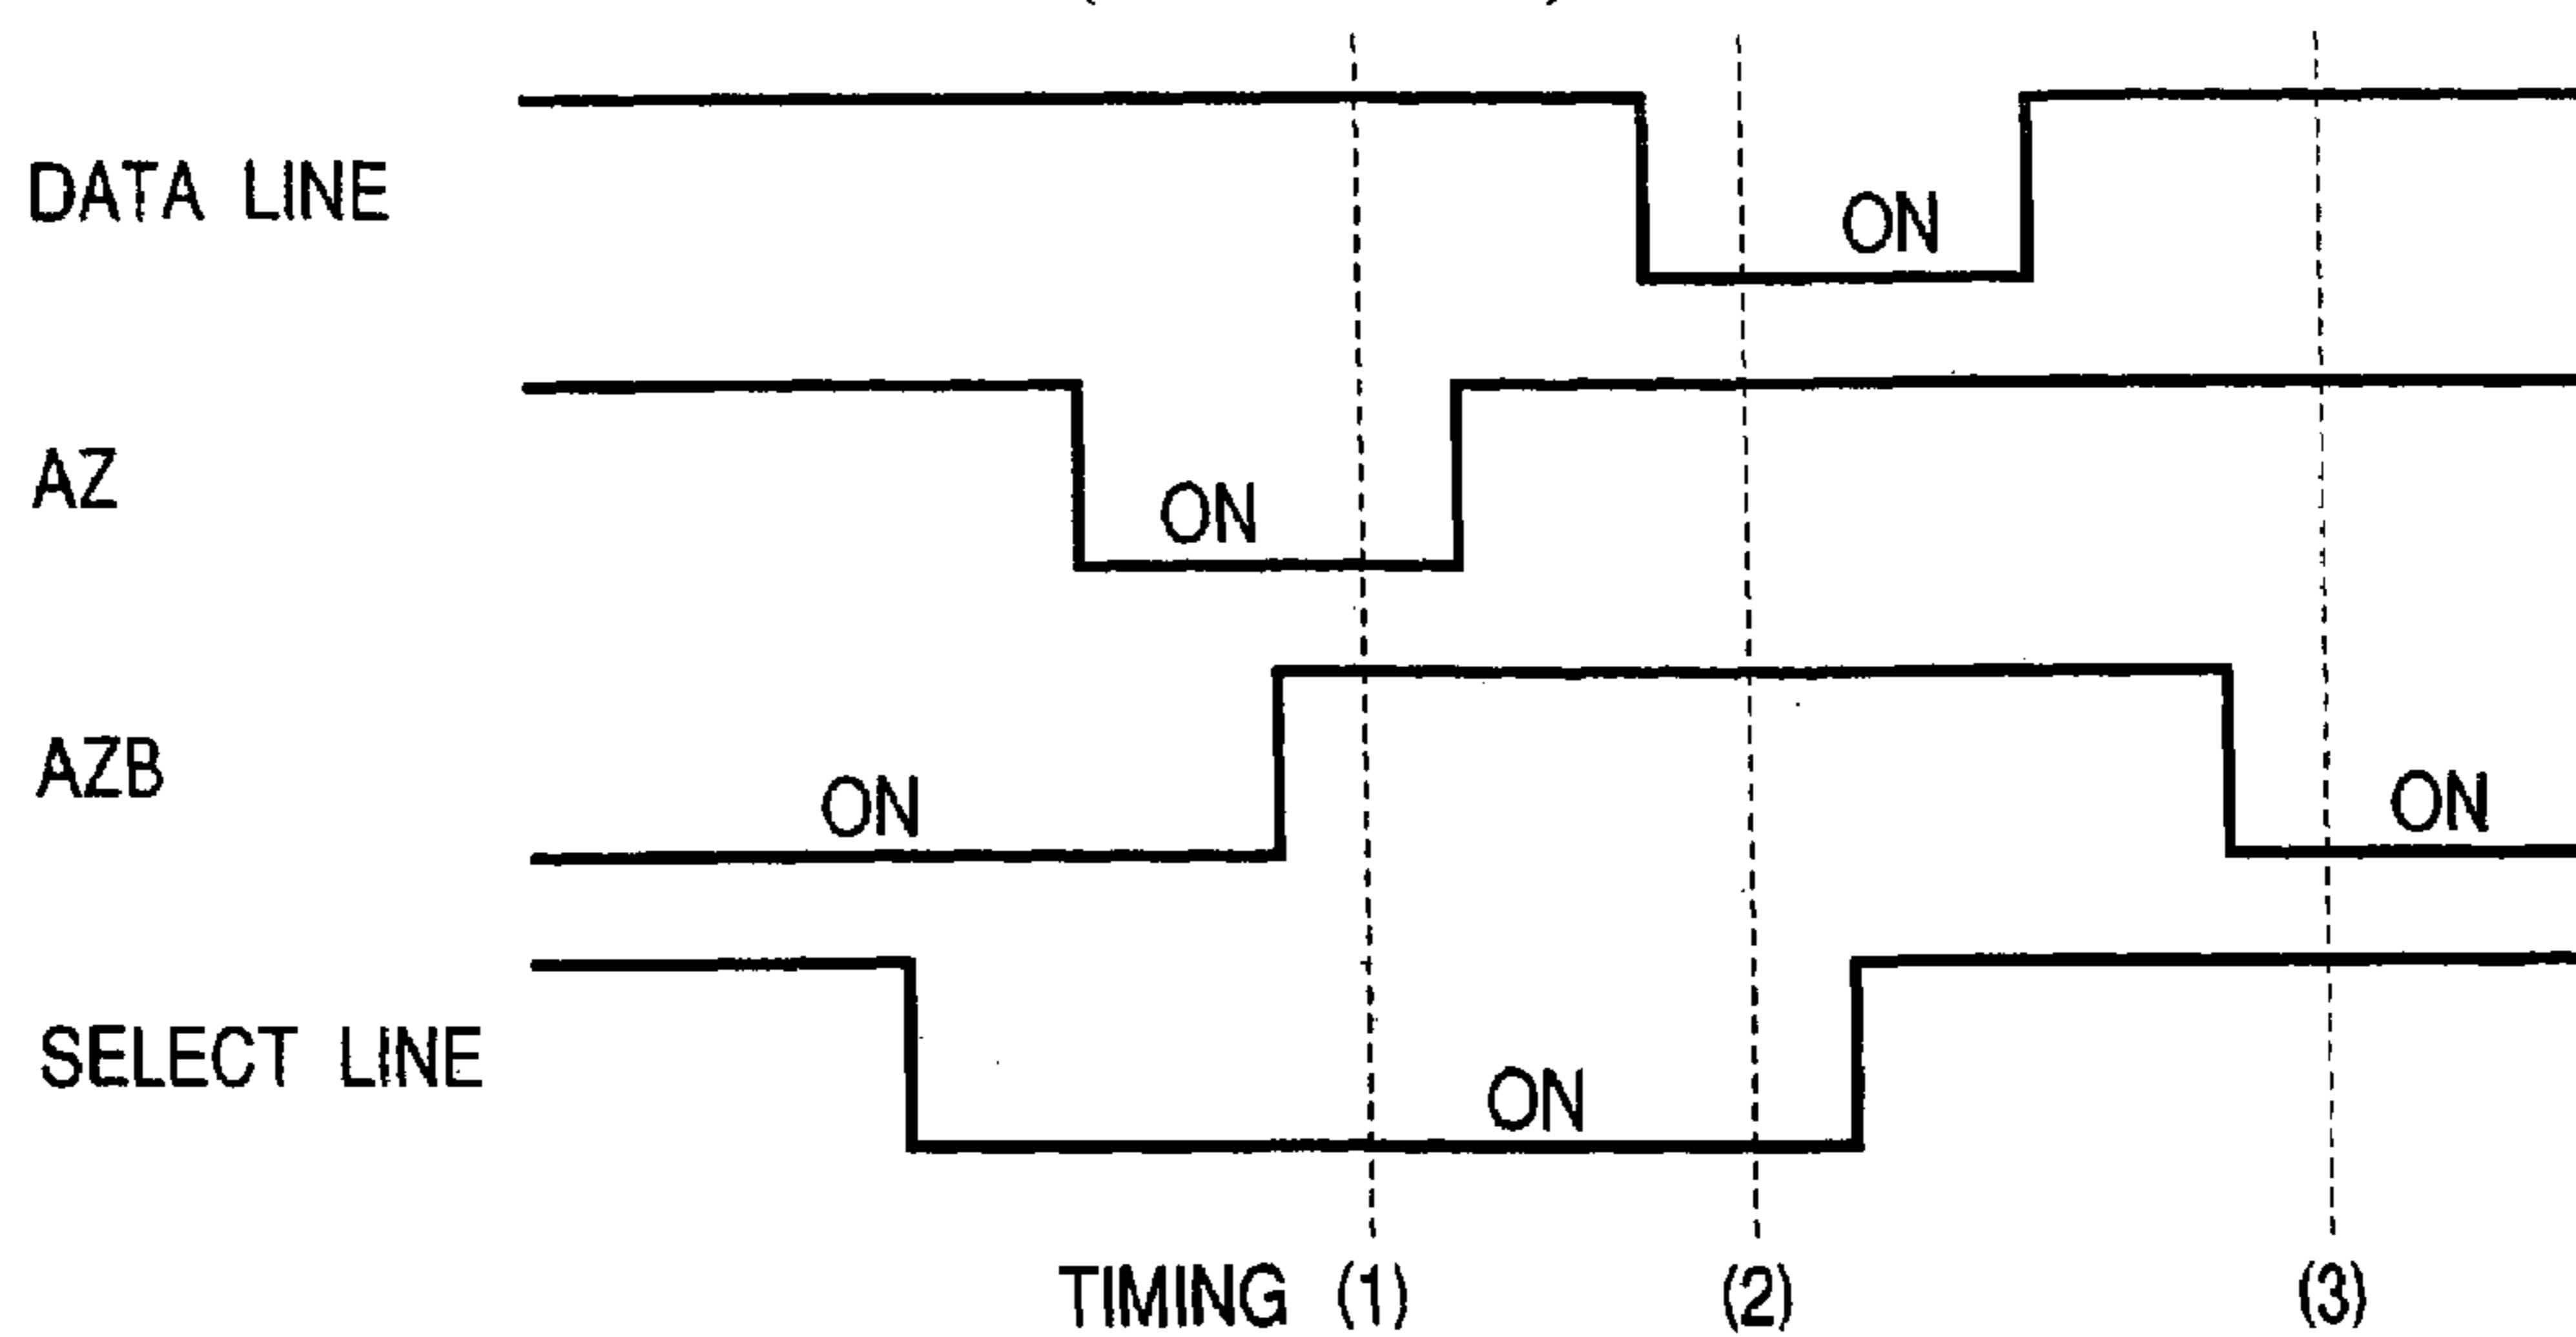 DATA LINE
ON
AZ
ON
AZB
ON
ON
SELECT LINE
ON
TIMING (1)
(2)
(3)